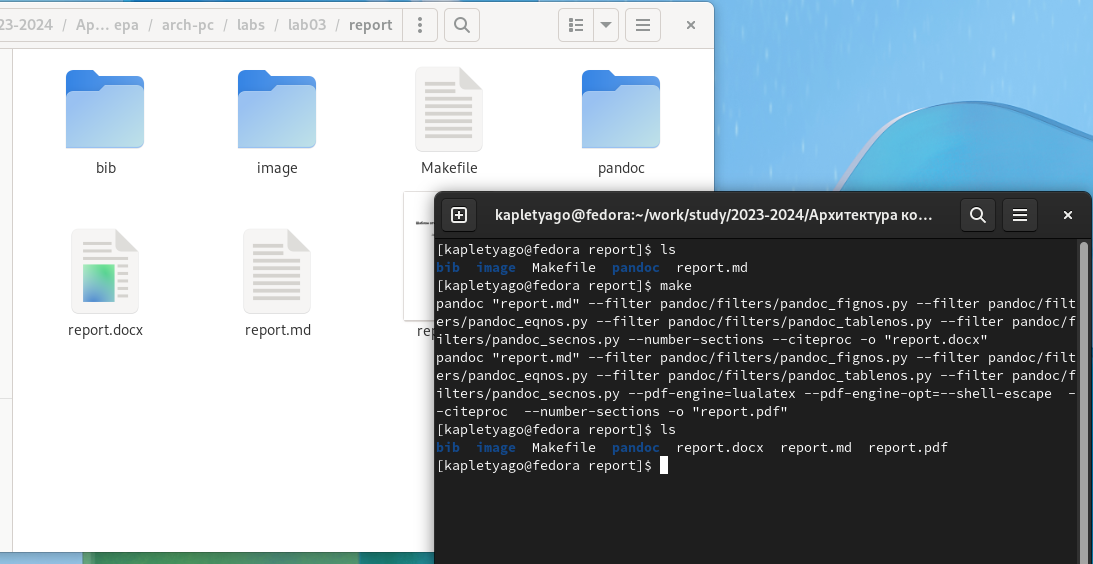 23-2024 / Ap... epa / arch-pc / labs / lab03 / report
bib
image
Makefile
pandoc
report.docx
report.md
rep
kapletyago@fedora:~/work/study/2023-2024/Архитектура ко...
[kapletyago@fedora report]$ ls
bib  image  Makefile  pandoc  report.md
[kapletyago@fedora report]$ make
pandoc "report.md" --filter pandoc/filters/pandoc_fignos.py --filter pandoc/filt
ers/pandoc_eqnos.py --filter pandoc/filters/pandoc_tablenos.py --filter pandoc/f
ilters/pandoc_secnos.py --number-sections --citeproc -o "report.docx"
pandoc "report.md" --filter pandoc/filters/pandoc_fignos.py --filter pandoc/filt
ers/pandoc_eqnos.py --filter pandoc/filters/pandoc_tablenos.py --filter pandoc/f
ilters/pandoc_secnos.py --pdf-engine=lualatex --pdf-engine-opt=--shell-escape  -
-citeproc  --number-sections -o "report.pdf"
[kapletyago@fedora report]$ ls
bib  image  Makefile  pandoc  report.docx  report.md  report.pdf
[kapletyago@fedora report]$